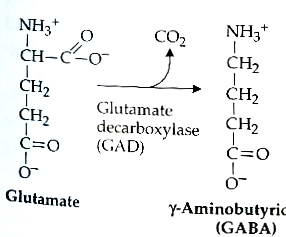 NH₃⁺
O
CH–C–O⁻
CH₂
CH₂
C=O
O⁻
Glutamate
CO₂
Glutamate
decarboxylase
(GAD)
NH₃⁺
CH₂
CH₂
CH₂
C=O
O⁻
γ-Aminobutyric
(GABA)